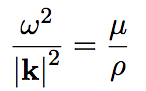 ω² / |k|² = μ / ρ